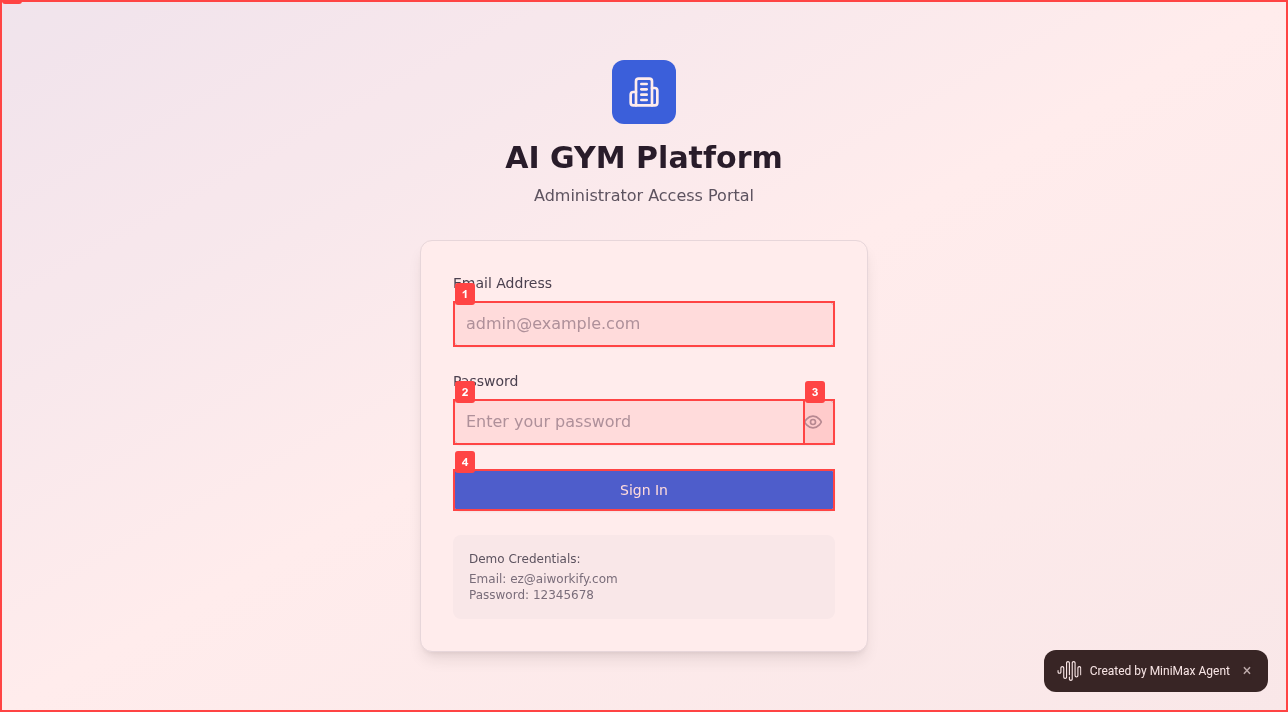 AI GYM Platform
Administrator Access Portal
Email Address
1
admin@example.com
Password
2
3
Enter your password
4
Sign In
Demo Credentials:
Email: ez@aiworkify.com
Password: 12345678
Created by MiniMax Agent ×